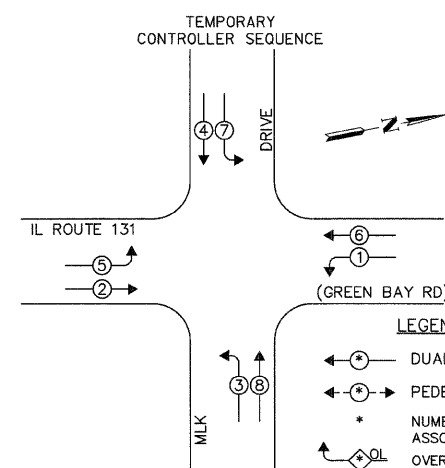 TEMPORARY
CONTROLLER SEQUENCE
4 7
DRIVE
N
IL ROUTE 131
6
5
1
2
(GREEN BAY RD)
3 8
MLK
LEGEN
* DUAL
* PEDE
* NUMB
ASSO
* OL OVER